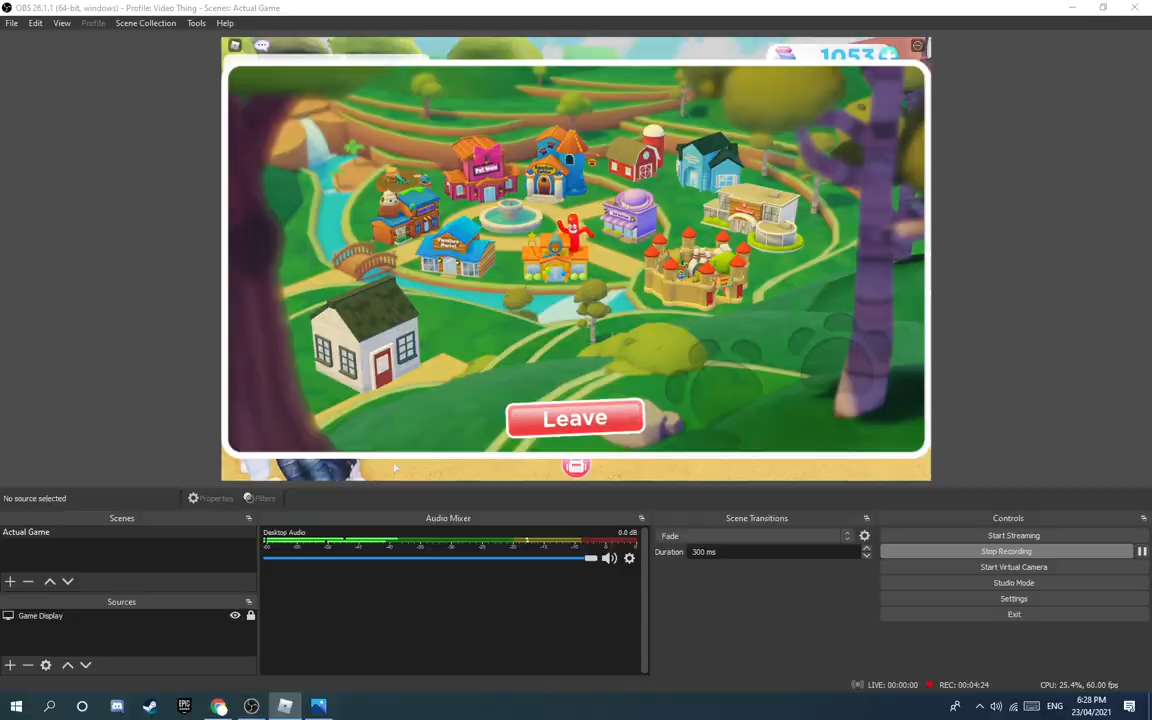 OBS 26.1.1 (64-bit, windows) - Profile: Video Thing - Scenes: Actual Game
File Edit View Profile Scene Collection Tools Help
1053
Leave
No source selected Properties Filters
Scenes Audio Mixer Scene Transitions Controls
Actual Game
Desktop Audio 0.0 dB
Fade
Start Streaming
Duration 300 ms
Stop Recording
Start Virtual Camera
Studio Mode
Sources
Settings
Game Display
Exit
LIVE: 00:00:00 REC: 00:04:24 CPU: 25.4%, 60.00 fps
ENG
6:28 PM
23/04/2021